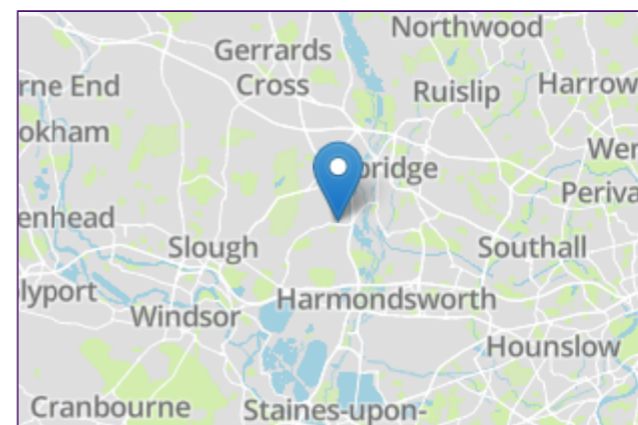 Northwood
Gerrards
Cross
rne End
Ruislip
Harrow
okham
Wer
bridge
Periva
enhead
Slough
Southall
lyport
Harmondsworth
Windsor
Hounslow
Cranbourne
Staines-upon-